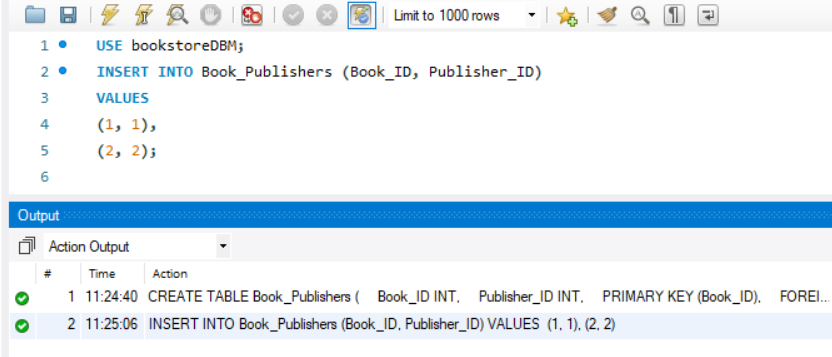 Limit to 1000 rows
1 USE bookstoreDBM;
2 INSERT INTO Book_Publishers (Book_ID, Publisher_ID)
3 VALUES
4 (1, 1),
5 (2, 2);
6
Output
Action Output
# Time Action
1 11:24:40 CREATE TABLE Book_Publishers ( Book_ID INT, Publisher_ID INT, PRIMARY KEY (Book_ID), FOREI...
2 11:25:06 INSERT INTO Book_Publishers (Book_ID, Publisher_ID) VALUES (1, 1), (2, 2)